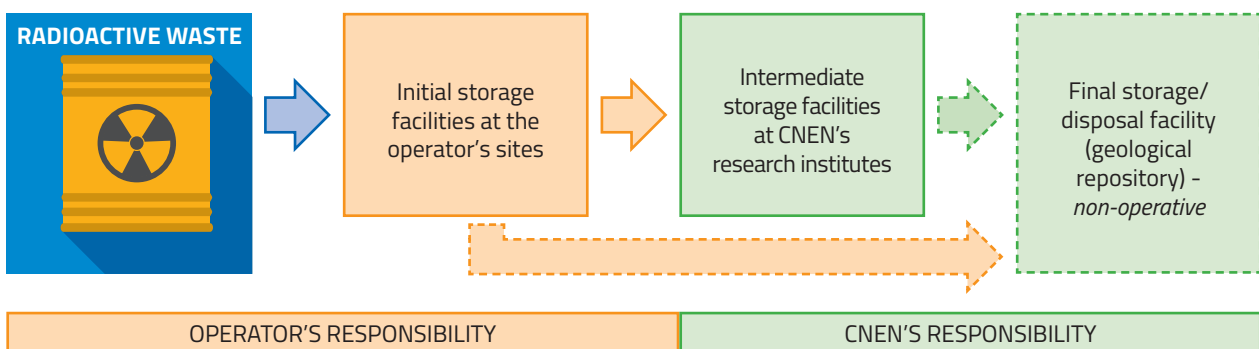 RADIOACTIVE WASTE
Initial storage
facilities at the
operator’s sites
Intermediate
storage facilities
at CNEN’s
research institutes
Final storage/
disposal facility
(geological
repository) -
non-operative
OPERATOR’S RESPONSIBILITY
CNEN’S RESPONSIBILITY